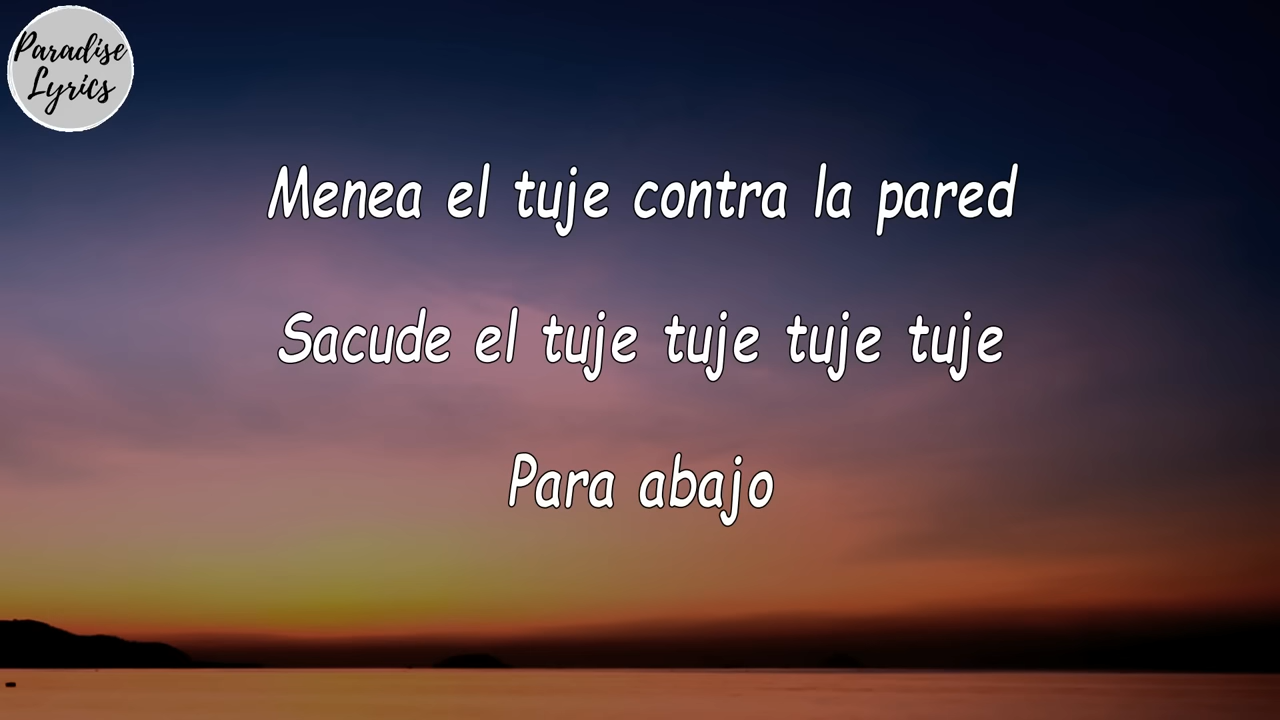 Paradise
Lyrics
Menea el tuje contra la pared
Sacude el tuje tuje tuje tuje
Para abajo